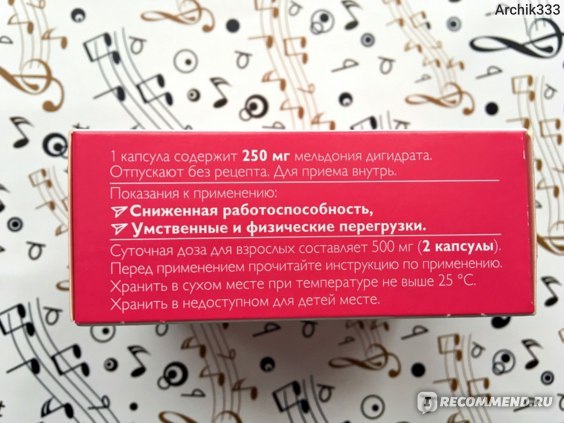 Archik333
1 капсула содержит 250 мг мельдония дигидрата.
Отпускают без рецепта. Для приема внутрь.
Показания к применению:
Сниженная работоспособность,
Умственные и физические перегрузки.
Суточная доза для взрослых составляет 500 мг (2 капсулы).
Перед применением прочитайте инструкцию по применению.
Хранить в сухом месте при температуре не выше 25 °С.
Хранить в недоступном для детей месте.
RECOMMEND.RU